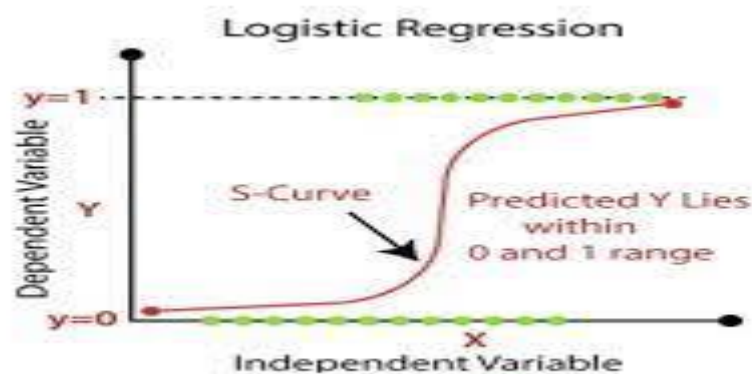 Logistic Regression
y=1
Dependent Variable
Y
S-Curve
Predicted Y Lies
within
0 and 1 range
y=0
X
Independent Variable